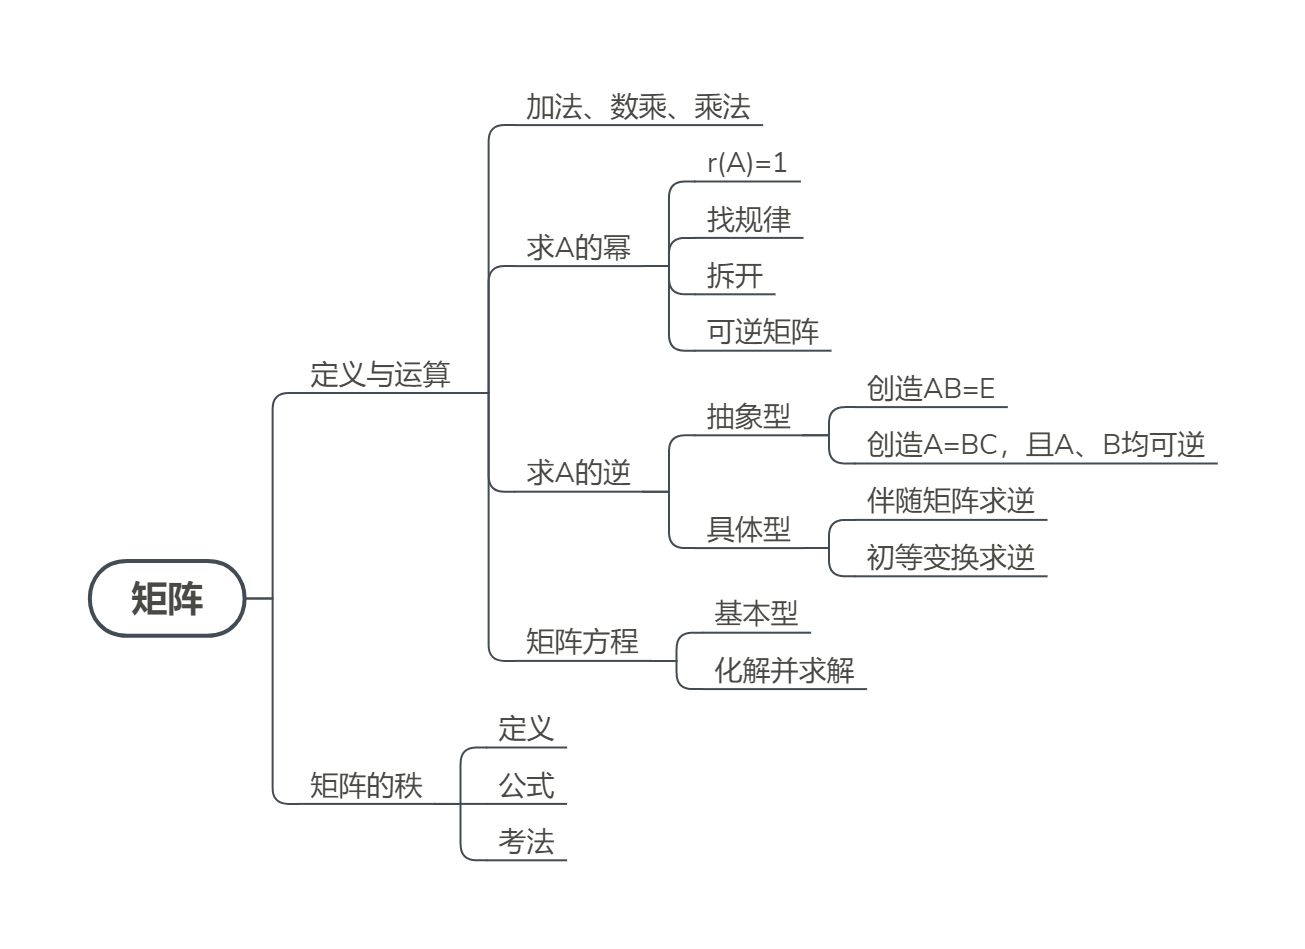 加法、数乘、乘法
r(A)=1
找规律
求A的幂
拆开
可逆矩阵
定义与运算
创造AB=E
抽象型
创造A=BC，且A、B均可逆
求A的逆
伴随矩阵求逆
具体型
初等变换求逆
矩阵
基本型
矩阵方程
化解并求解
定义
矩阵的秩
公式
考法